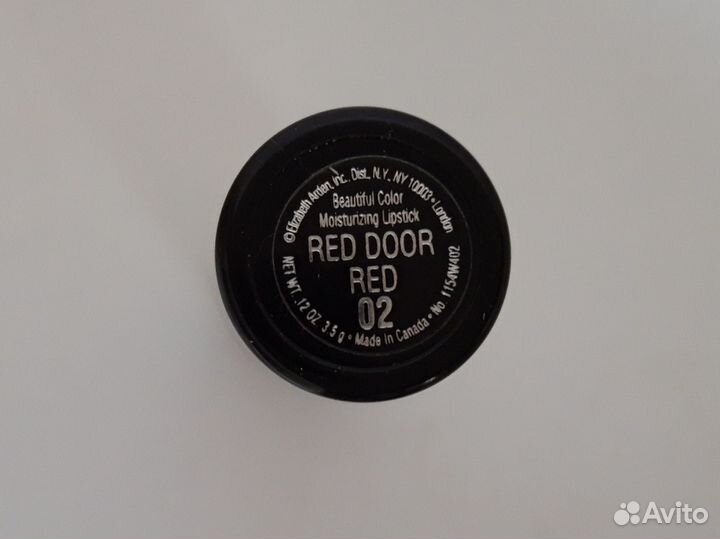 ©Elizabeth Arden, Inc., Dist., N.Y., NY 10003 • London
Beautiful Color
Moisturizing Lipstick
RED DOOR
RED
02
NET WT. .12 OZ. 3.5 g • Made in Canada • No. 1154W402
Avito